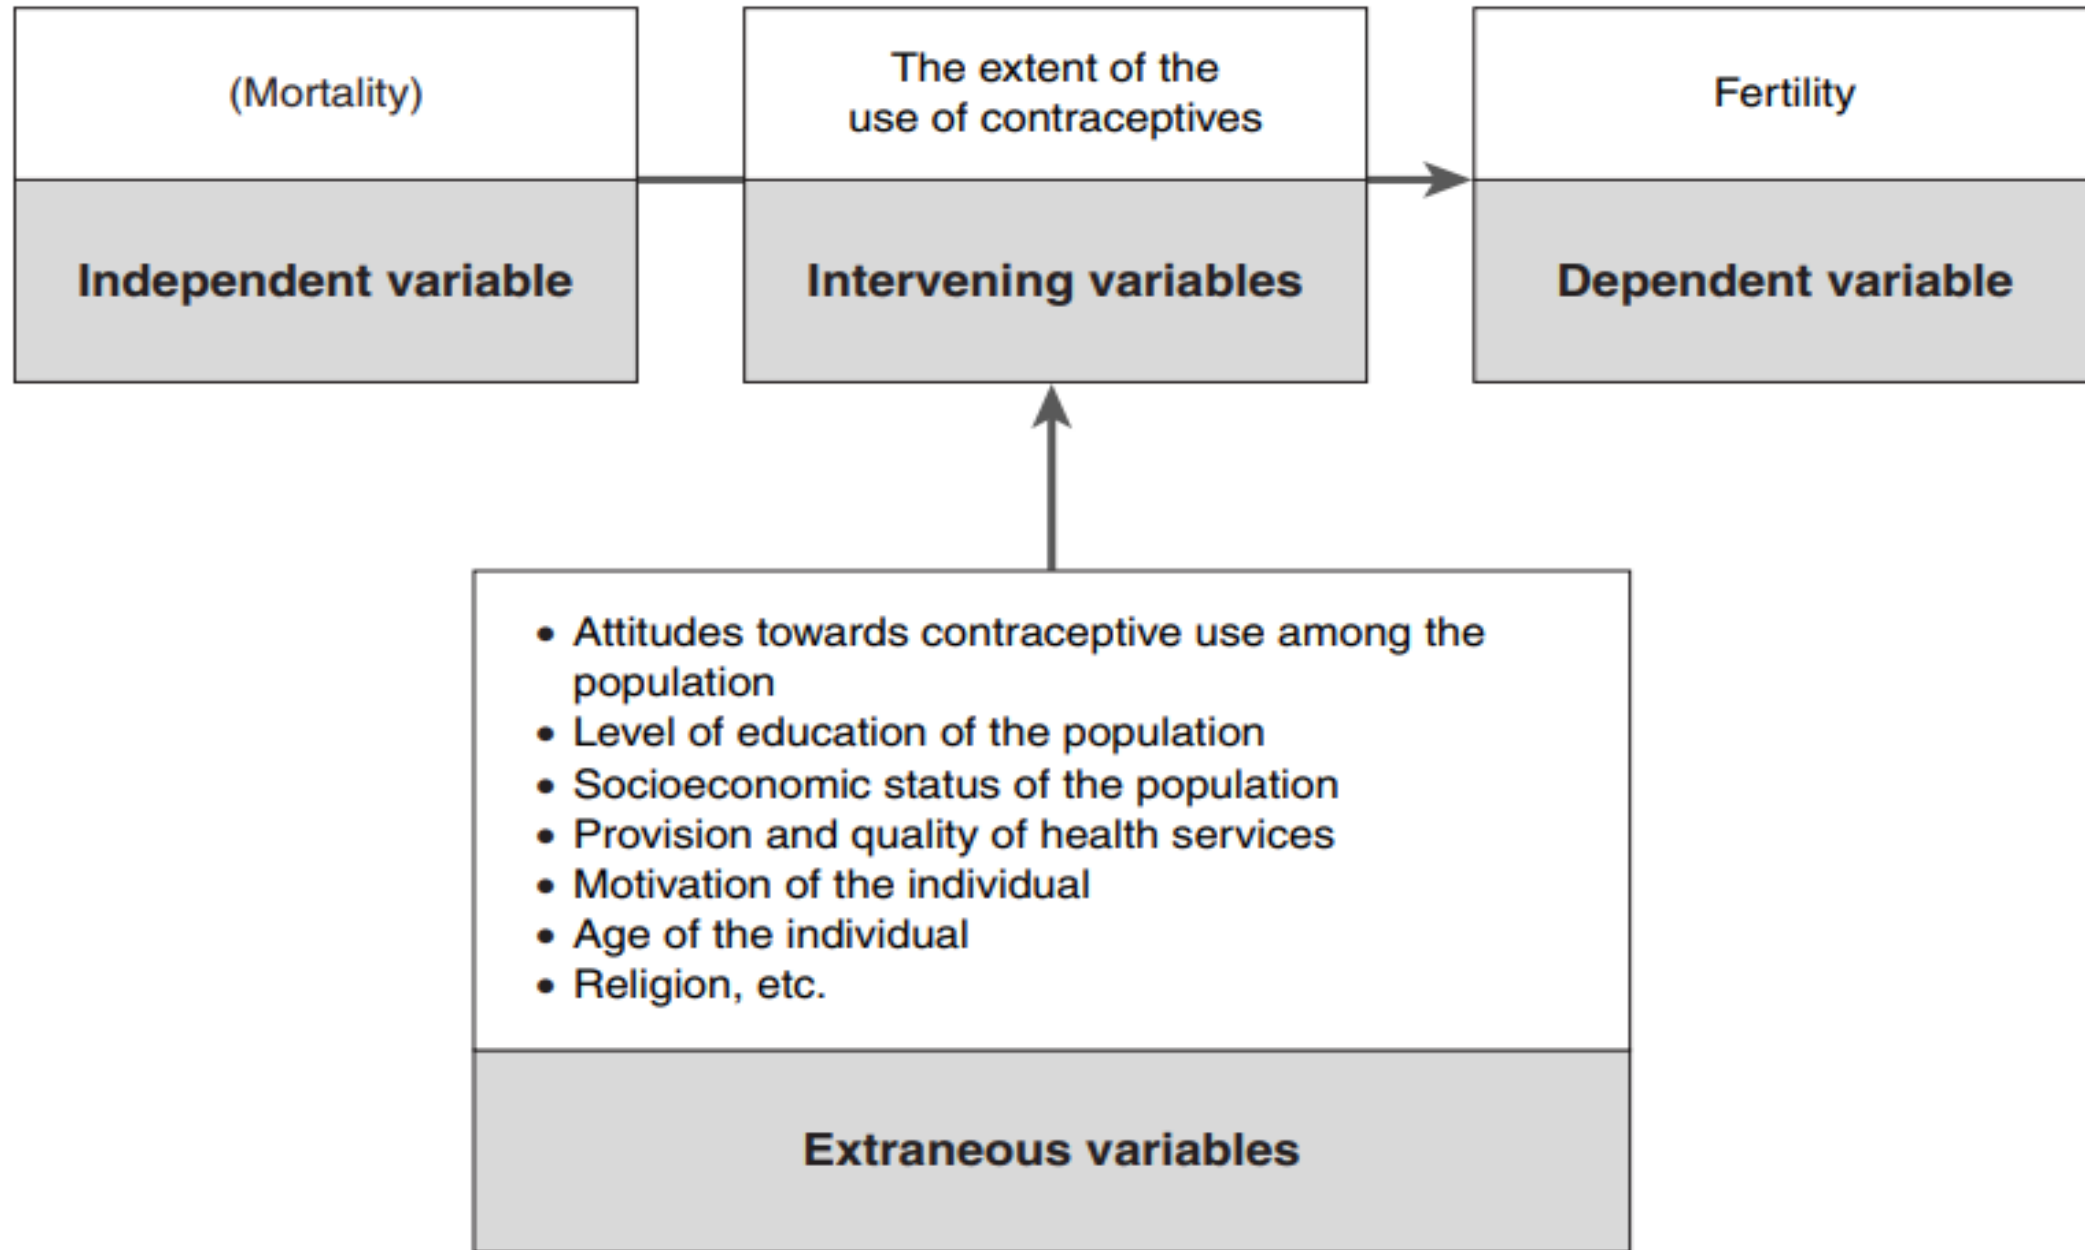 (Mortality)
Independent variable
The extent of the
use of contraceptives
Intervening variables
Fertility
Dependent variable
• Attitudes towards contraceptive use among the
population
• Level of education of the population
• Socioeconomic status of the population
• Provision and quality of health services
• Motivation of the individual
• Age of the individual
• Religion, etc.
Extraneous variables